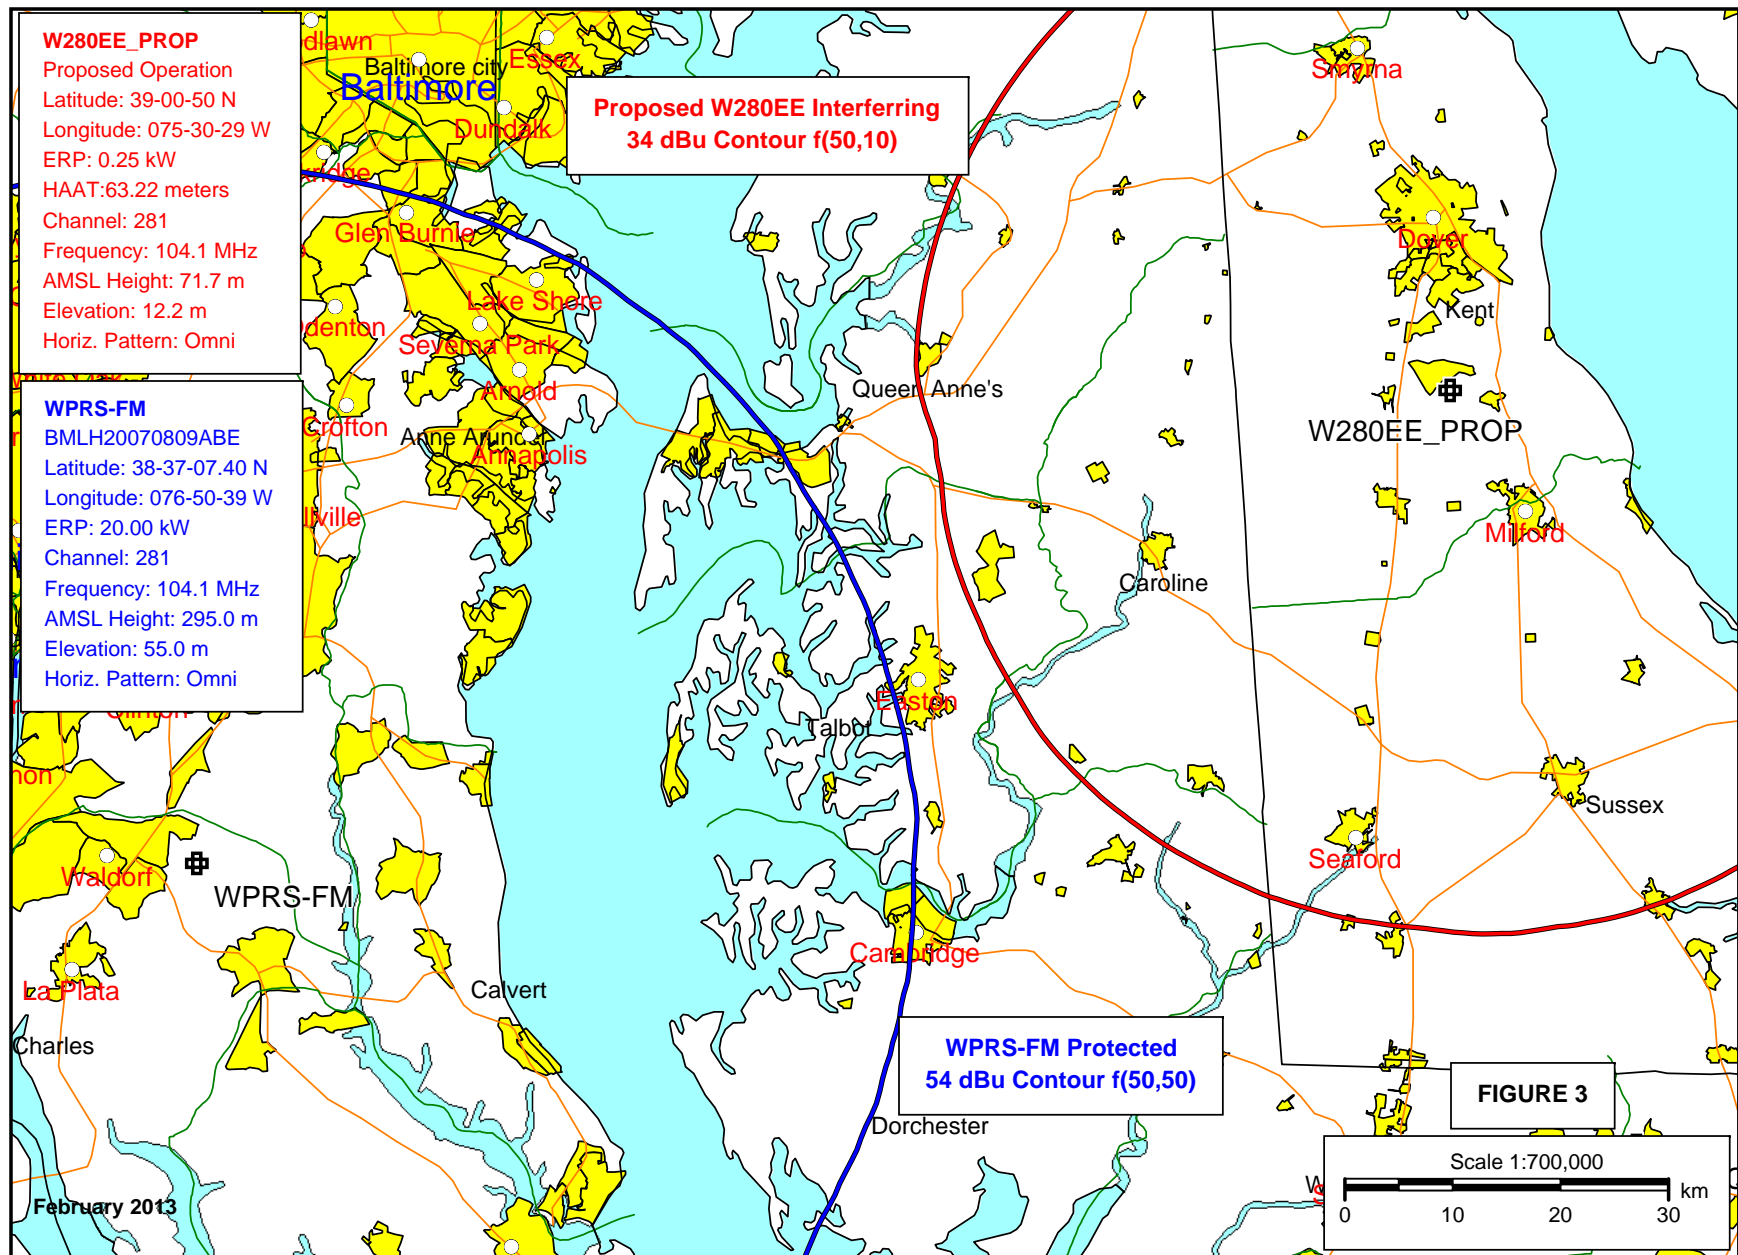 W280EE_PROP
Proposed Operation
Latitude: 39-00-50 N
Longitude: 075-30-29 W
ERP: 0.25 kW
HAAT:63.22 meters
Channel: 281
Frequency: 104.1 MHz
AMSL Height: 71.7 m
Elevation: 12.2 m
Horiz. Pattern: Omni
WPRS-FM
BMLH20070809ABE
Latitude: 38-37-07.40 N
Longitude: 076-50-39 W
ERP: 20.00 kW
Channel: 281
Frequency: 104.1 MHz
AMSL Height: 295.0 m
Elevation: 55.0 m
Horiz. Pattern: Omni
Proposed W280EE Interferring
34 dBu Contour f(50,10)
dlawn
Essex
Baltimore city
Baltimore
Dundalk
Glen Burnie
Lake Shore
Severna Park
denton
Arnold
Crofton
Anne Arundel
Annapolis
Queen Anne's
Smyrna
Dover
Kent
W280EE_PROP
Milford
Caroline
Easton
Talbot
Clinton
Sussex
Seaford
Waldorf
WPRS-FM
Cambridge
La Plata
Calvert
Charles
WPRS-FM Protected
54 dBu Contour f(50,50)
Dorchester
FIGURE 3
Scale 1:700,000
km
0 10 20 30
February 2013